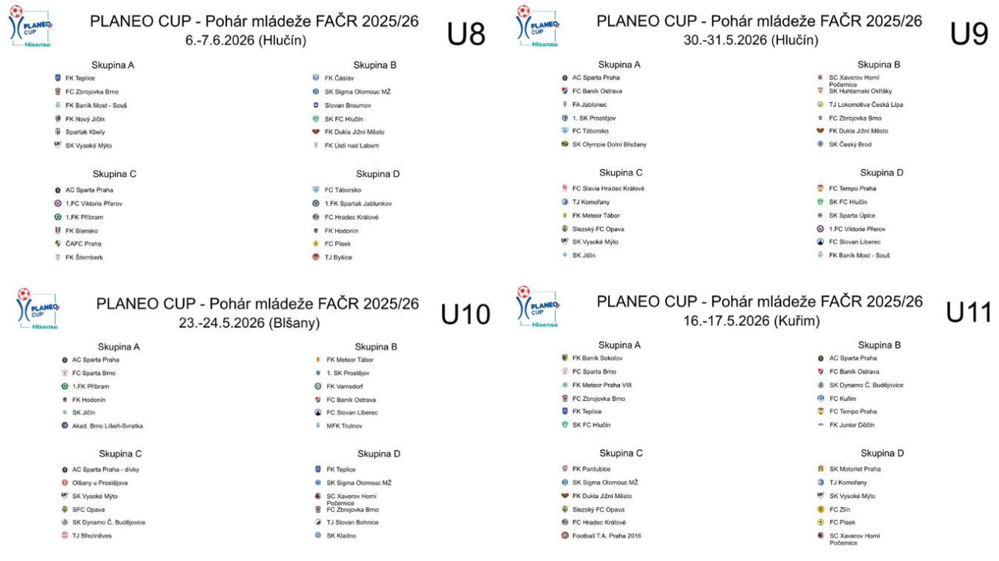 PLANEO
CUP
Hisense
PLANEO CUP - Pohár mládeže FAČR 2025/26
6.-7.6.2026 (Hlučín)
U8
Skupina A
FK Teplice
FC Zbrojovka Brno
FK Baník Most - Souš
FK Nový Jičín
Spartak Kbely
SK Vysoké Mýto
Skupina B
FK Čáslav
SK Sigma Olomouc MŽ
Slovan Broumov
SK FC Hlučín
FK Dukla Jižní Město
FK Ústí nad Labem
Skupina C
AC Sparta Praha
1.FC Viktorie Přerov
1.FK Příbram
FK Blansko
ČAFC Praha
FK Šternberk
Skupina D
FC Táborsko
1.FK Spartak Jablunkov
FC Hradec Králové
FK Hodonín
FC Písek
TJ Byšice
PLANEO
CUP
Hisense
PLANEO CUP - Pohár mládeže FAČR 2025/26
30.-31.5.2026 (Hlučín)
U9
Skupina A
AC Sparta Praha
FC Baník Ostrava
FA Jablonec
1. SK Prostějov
FC Táborsko
SK Olympie Dolní Břežany
Skupina B
SC Xaverov Horní
Počernice
SK Huhtamaki Okříšky
TJ Lokomotiva Česká Lípa
FC Zbrojovka Brno
FK Dukla Jižní Město
SK Český Brod
Skupina C
FC Slavia Hradec Králové
TJ Komořany
FK Meteor Tábor
Slezský FC Opava
SK Vysoké Mýto
SK Jičín
Skupina D
FC Tempo Praha
SK FC Hlučín
SK Sparta Úpice
1.FC Viktorie Přerov
FC Slovan Liberec
FK Baník Most - Souš
PLANEO
CUP
Hisense
PLANEO CUP - Pohár mládeže FAČR 2025/26
23.-24.5.2026 (Blšany)
U10
Skupina A
AC Sparta Praha
FC Sparta Brno
1.FK Příbram
FK Hodonín
SK Jičín
Akad. Brno Líšeň-Svratka
Skupina B
FK Meteor Tábor
1. SK Prostějov
FK Varnsdorf
FC Baník Ostrava
FC Slovan Liberec
MFK Trutnov
Skupina C
AC Sparta Praha - dívky
Olšany u Prostějova
SK Vysoké Mýto
SFC Opava
SK Dynamo Č. Budějovice
TJ Březiněves
Skupina D
FK Teplice
SK Sigma Olomouc MŽ
SC Xaverov Horní
Počernice
FC Zbrojovka Brno
TJ Slovan Bohnice
SK Kladno
PLANEO
CUP
Hisense
PLANEO CUP - Pohár mládeže FAČR 2025/26
16.-17.5.2026 (Kuřim)
U11
Skupina A
FK Baník Sokolov
FC Sparta Brno
FK Meteor Praha VIII
FC Zbrojovka Brno
FK Teplice
SK FC Hlučín
Skupina B
AC Sparta Praha
FC Baník Ostrava
SK Dynamo Č. Budějovice
FC Kuřim
FC Tempo Praha
FK Junior Děčín
Skupina C
FK Pardubice
SK Sigma Olomouc MŽ
FK Dukla Jižní Město
Slezský FC Opava
FC Hradec Králové
Football T.A. Praha 2016
Skupina D
SK Motorlet Praha
TJ Komořany
SK Vysoké Mýto
FC Zlín
FC Písek
SC Xaverov Horní
Počernice